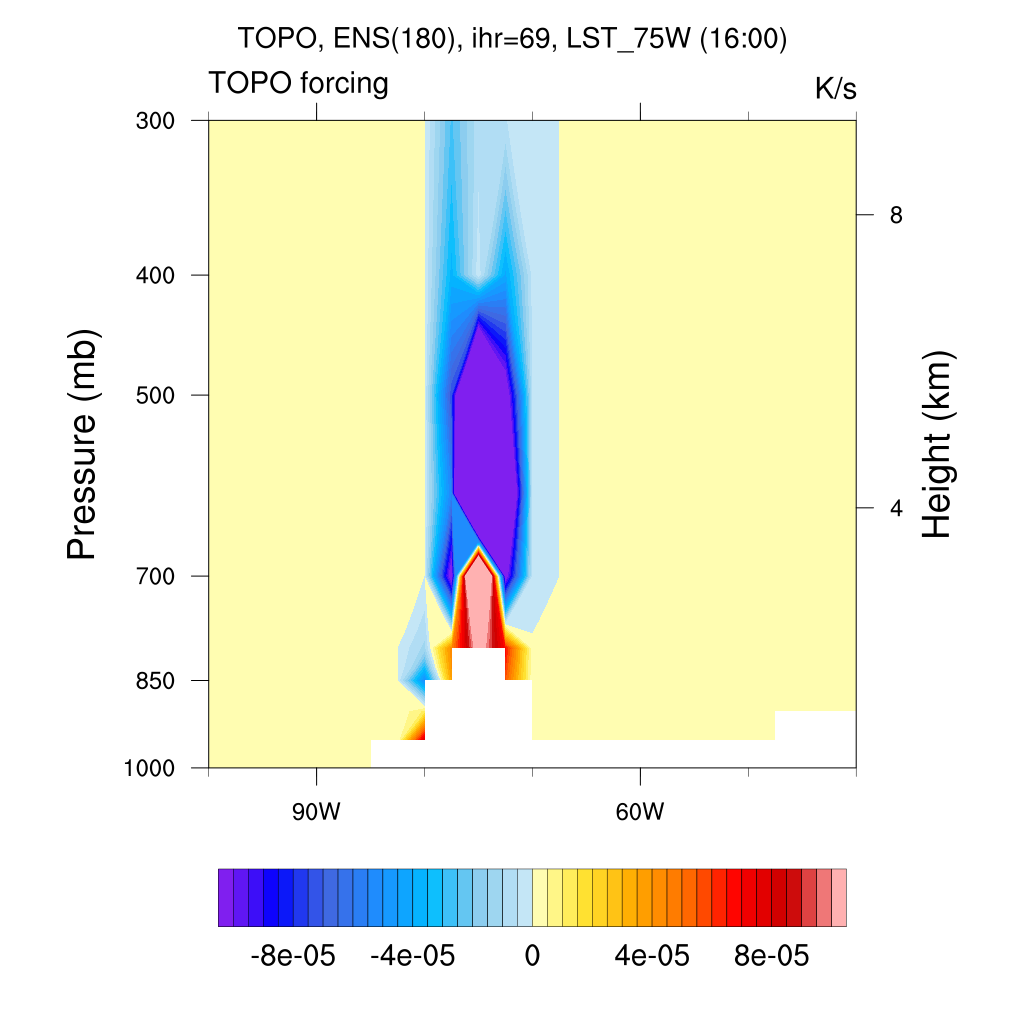 TOPO, ENS(180), ihr=69, LST_75W (16:00)
TOPO forcing
K/s
300
400
500
700
850
1000
Pressure (mb)
8
4
Height (km)
90W
60W
-8e-05
-4e-05
0
4e-05
8e-05